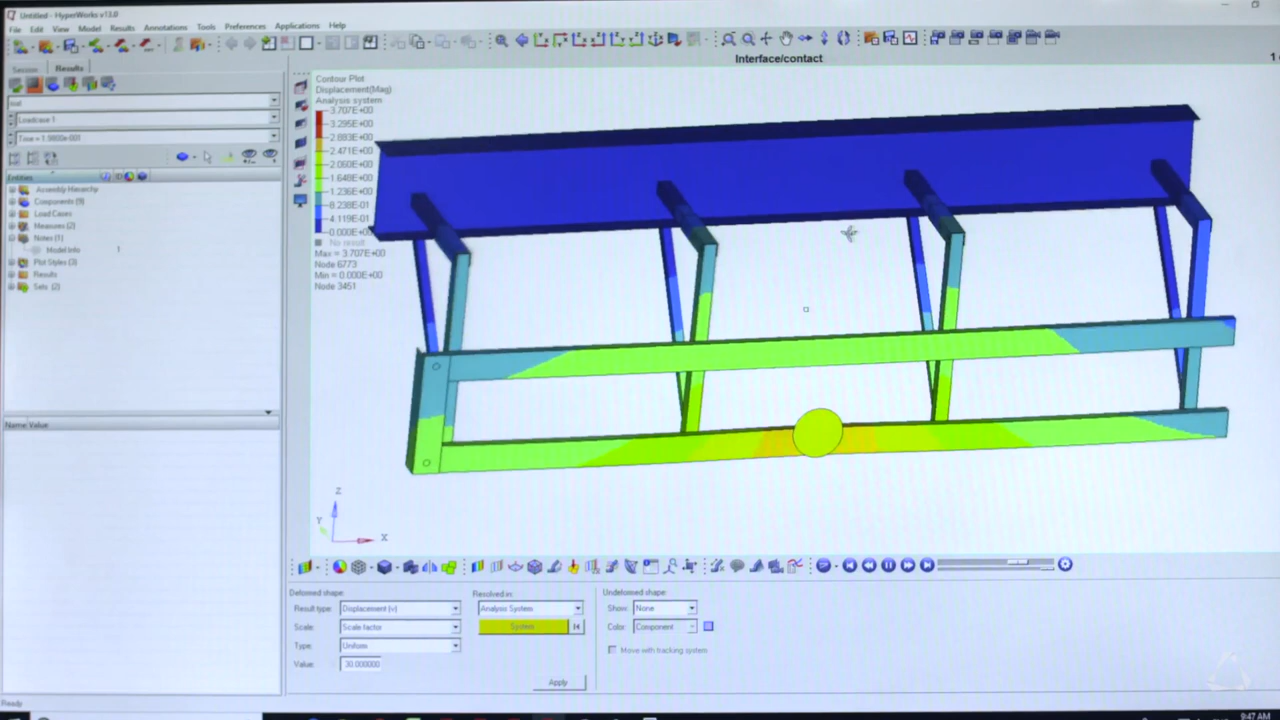 Untitled - HyperWorks v13.0
File Edit View Model Results Annotations Tools Preferences Applications Help
Session Results
Interface/contact
1
Loadcase 1
Time = 1.9800e-001
Entities
Assembly Hierarchy
Components (9)
Load Cases
Measures (2)
Notes (1)
Model Info 1
Plot Styles (3)
Results
Sets (2)
Name Value
Contour Plot
Displacement(Mag)
Analysis system
3.707E+00
3.295E+00
2.883E+00
2.471E+00
2.060E+00
1.648E+00
1.236E+00
8.238E-01
4.119E-01
0.000E+00
No result
Max = 3.707E+00
Node 6773
Min = 0.000E+00
Node 3451
Z
Y
X
Deformed shape:
Result type: Displacement (v)
Scale: Scale factor
Type: Uniform
Value: 30.000000
Resolved in:
Analysis System
System
Undeformed shape:
Show: None
Color: Component
Move with tracking system
Apply
Ready
9:47 AM